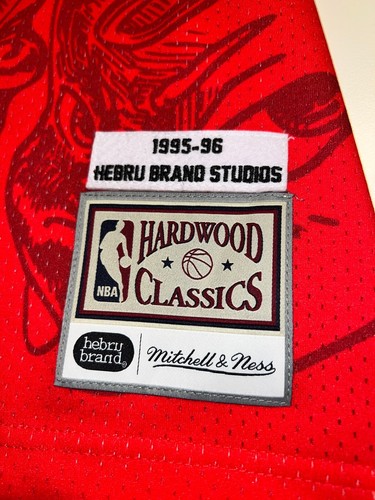 1995-96
HEBRU BRAND STUDIOS
HARDWOOD
CLASSICS
NBA
hebru
brand®
Mitchell & Ness